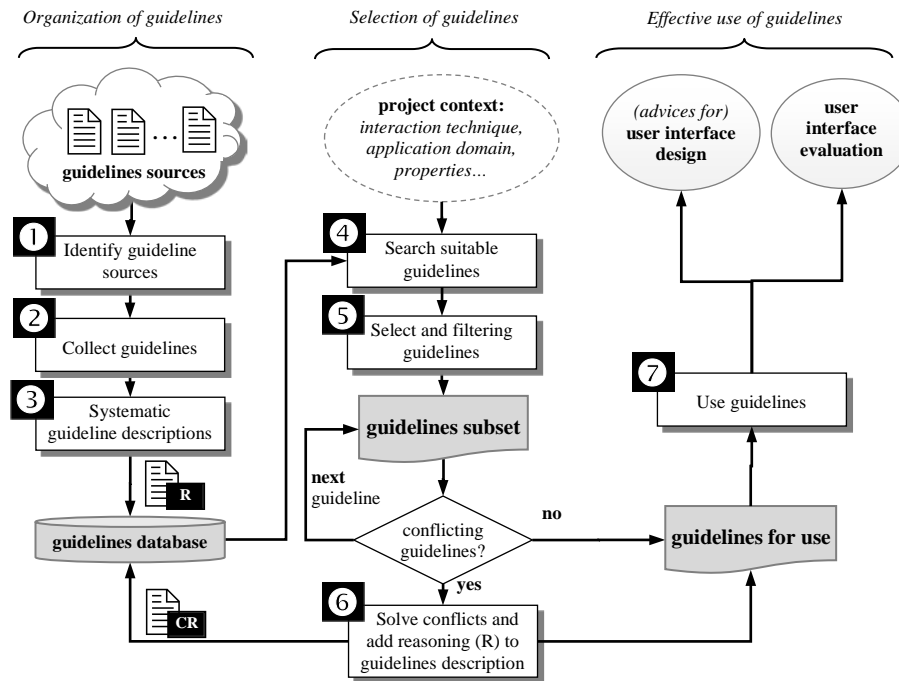 Organization of guidelines
Selection of guidelines
Effective use of guidelines
…
guidelines sources
1
Identify guideline
sources
2
Collect guidelines
3
Systematic
guideline descriptions
R
guidelines database
CR
project context:
interaction technique,
application domain,
properties…
4
Search suitable
guidelines
5
Select and filtering
guidelines
guidelines subset
next
guideline
conflicting
guidelines?
no
yes
6
Solve conflicts and
add reasoning (R) to
guidelines description
(advices for)
user interface
design
user
interface
evaluation
7
Use guidelines
guidelines for use